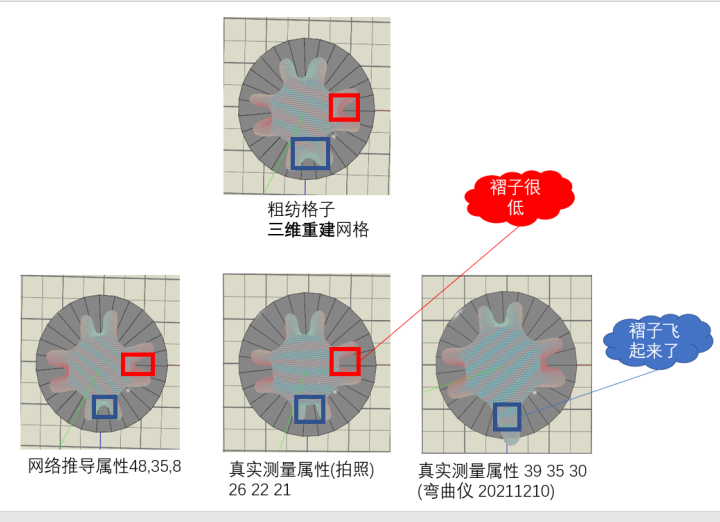 粗纺格子
三维重建网格
褶子很
低
褶子飞
起来了
网络推导属性48,35,8
真实测量属性(拍照)
26 22 21
真实测量属性 39 35 30
(弯曲仪 20211210)